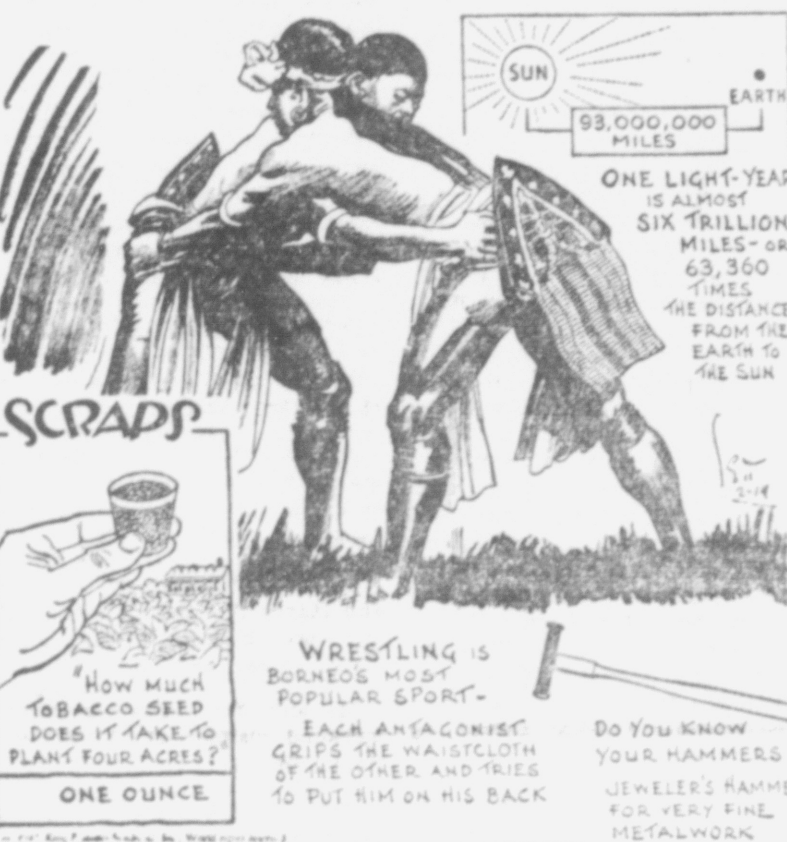 SUN
EARTH
93,000,000
MILES
ONE LIGHT-YEAR
IS ALMOST
SIX TRILLION
MILES - OR
63,360
TIMES
THE DISTANCE
FROM THE
EARTH TO
THE SUN
2-19
SCRAPS
"HOW MUCH
TOBACCO SEED
DOES IT TAKE TO
PLANT FOUR ACRES?"
ONE OUNCE
WRESTLING IS
BORNEO'S MOST
POPULAR SPORT -
EACH ANTAGONIST
GRIPS THE WAISTCLOTH
OF THE OTHER AND TRIES
TO PUT HIM ON HIS BACK
DO YOU KNOW
YOUR HAMMERS
JEWELER'S HAMME
FOR VERY FINE
METALWORK